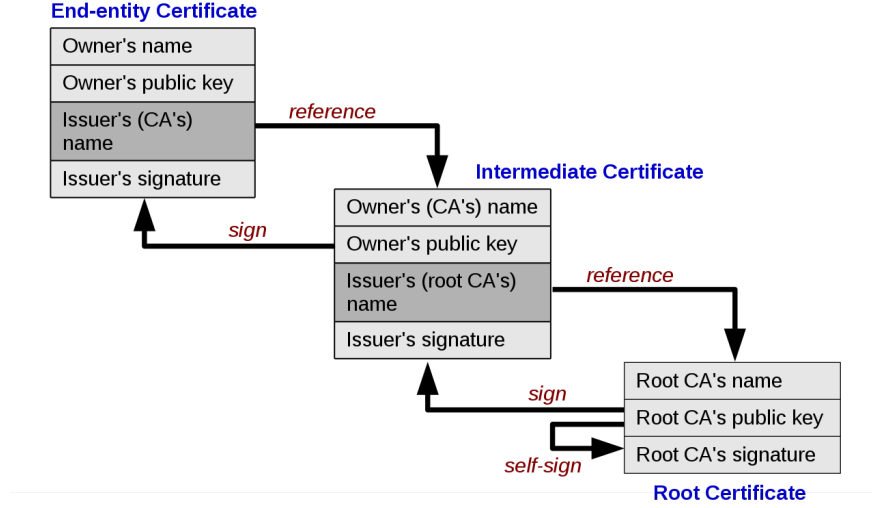 End-entity Certificate
Owner's name
Owner's public key
Issuer's (CA's)
name
Issuer's signature
reference
sign
Intermediate Certificate
Owner's (CA's) name
Owner's public key
Issuer's (root CA's)
name
Issuer's signature
reference
sign
self-sign
Root CA's name
Root CA's public key
Root CA's signature
Root Certificate